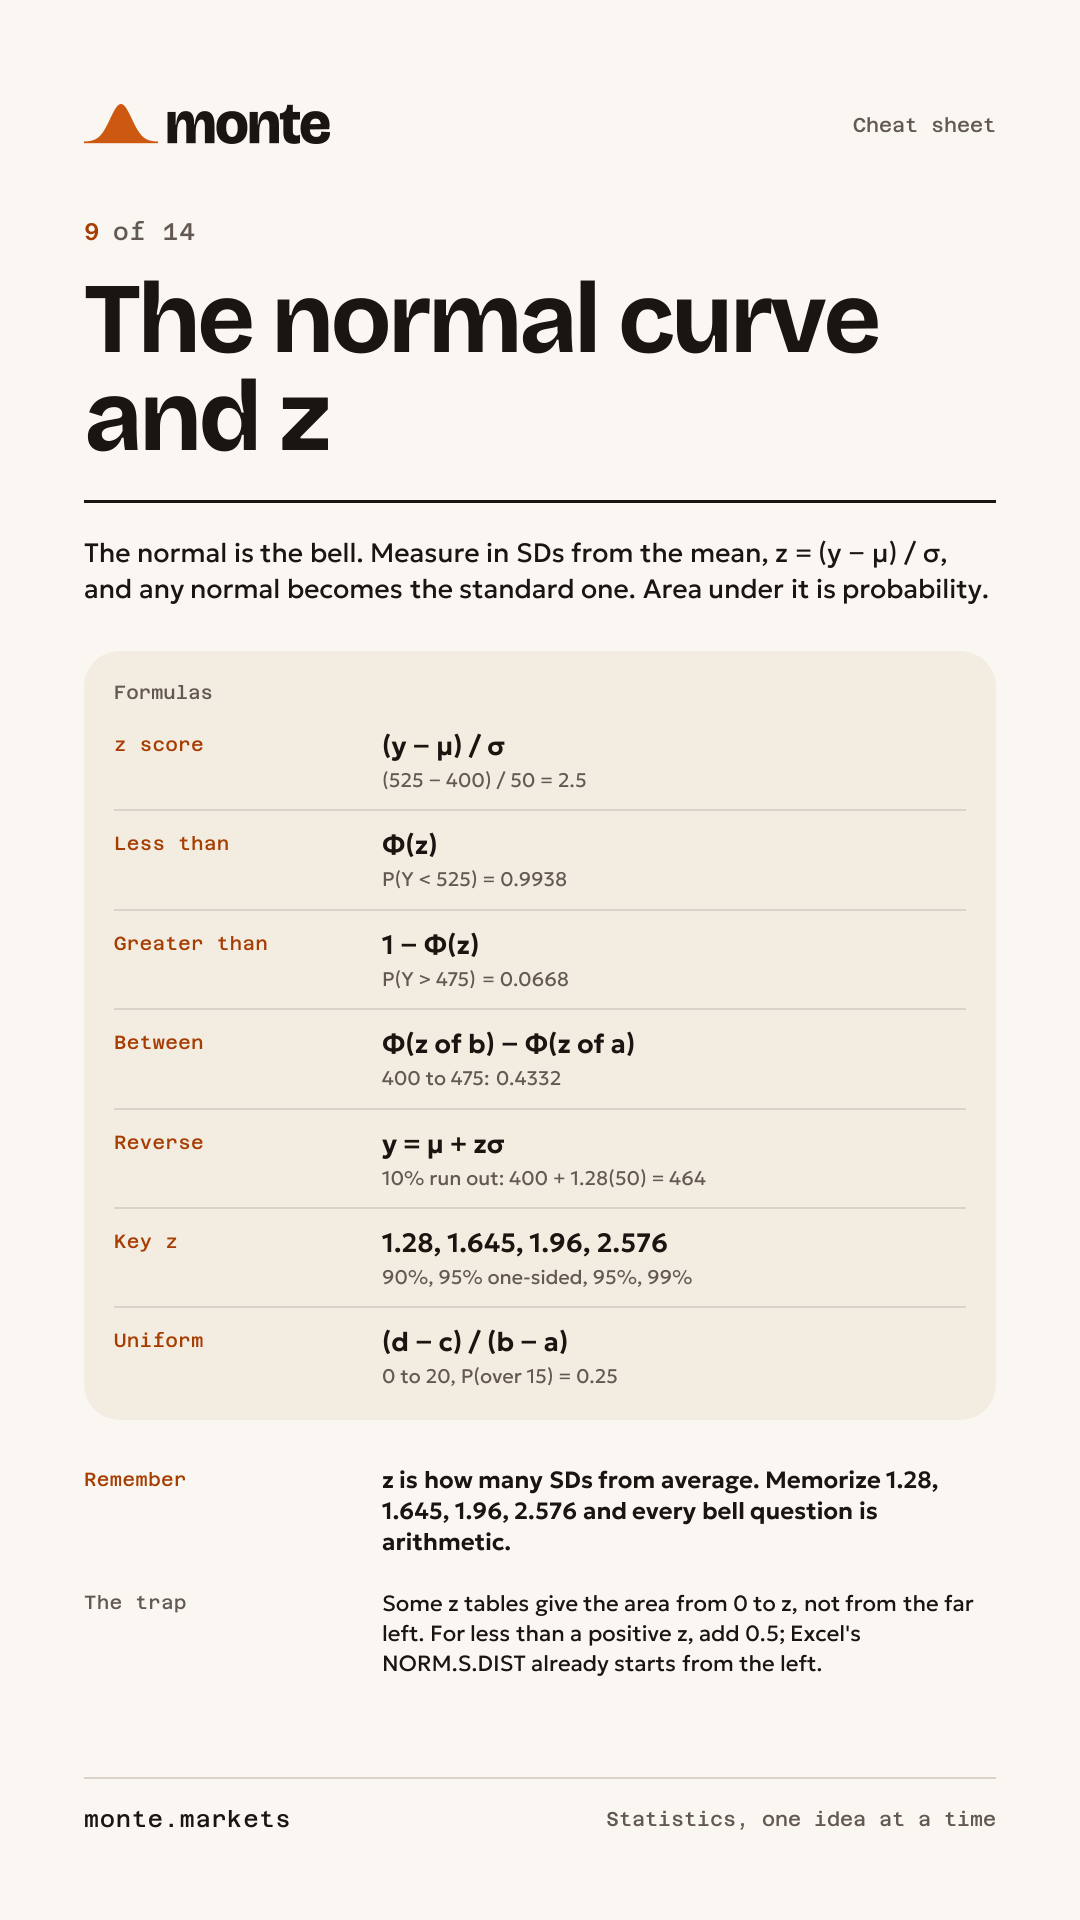 monte
Cheat sheet
9 of 14
The normal curve
and z
The normal is the bell. Measure in SDs from the mean, z = (y − μ) / σ,
and any normal becomes the standard one. Area under it is probability.
Formulas
z score
(y − μ) / σ
(525 − 400) / 50 = 2.5
Less than
Φ(z)
P(Y < 525) = 0.9938
Greater than
1 − Φ(z)
P(Y > 475) = 0.0668
Between
Φ(z of b) − Φ(z of a)
400 to 475: 0.4332
Reverse
y = μ + zσ
10% run out: 400 + 1.28(50) = 464
Key z
1.28, 1.645, 1.96, 2.576
90%, 95% one-sided, 95%, 99%
Uniform
(d − c) / (b − a)
0 to 20, P(over 15) = 0.25
Remember
z is how many SDs from average. Memorize 1.28,
1.645, 1.96, 2.576 and every bell question is
arithmetic.
The trap
Some z tables give the area from 0 to z, not from the far
left. For less than a positive z, add 0.5; Excel's
NORM.S.DIST already starts from the left.
monte.markets
Statistics, one idea at a time